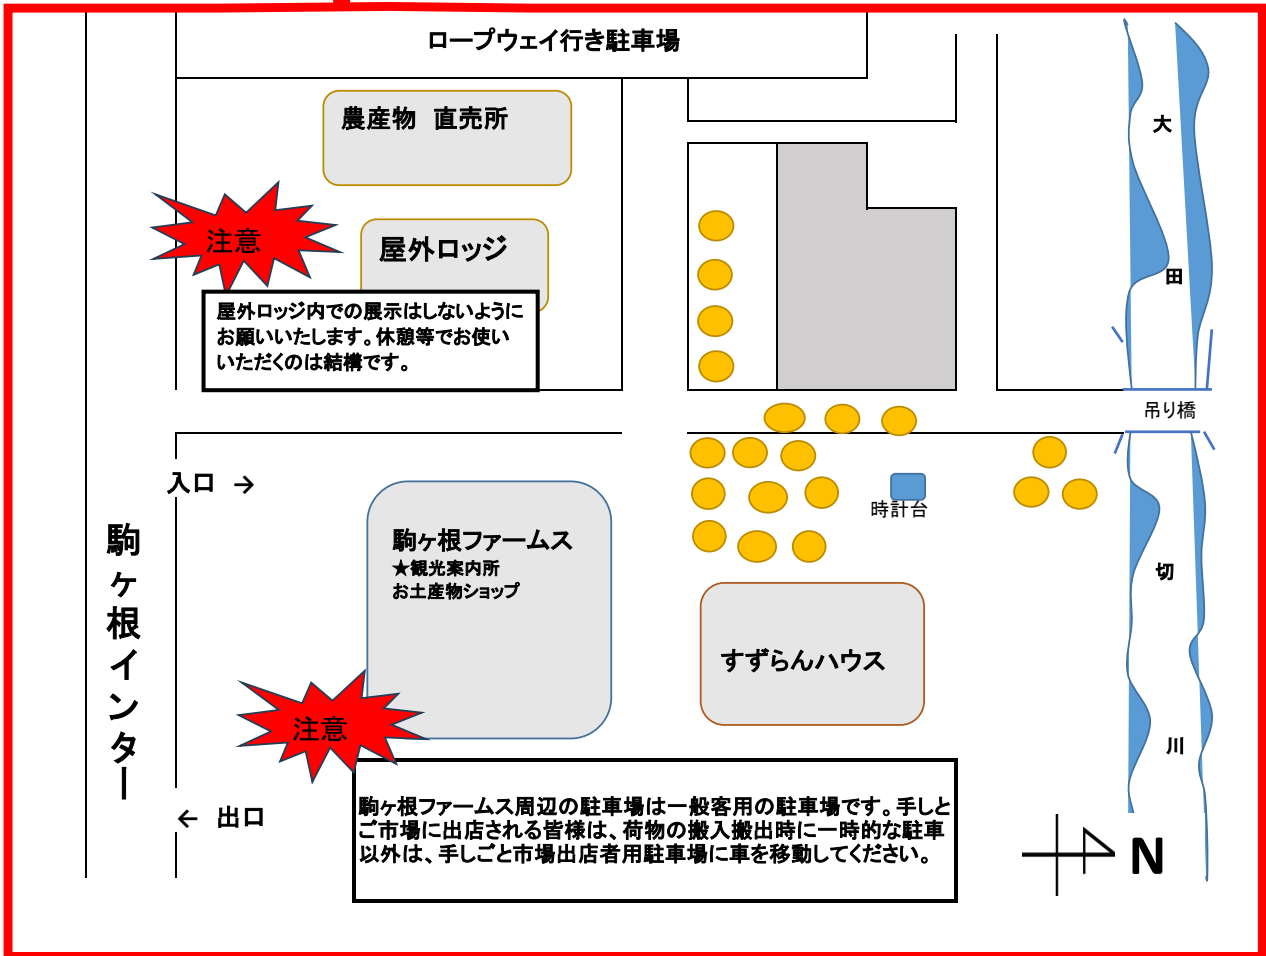 ロープウェイ行き駐車場
農産物　直売所
大
注意
屋外ロッジ
田
屋外ロッジ内での展示はしないように
お願いいたします。休憩等でお使い
いただくのは結構です。
吊り橋
入口 →
時計台
駒ヶ根インター
駒ヶ根ファームス
★観光案内所
お土産物ショップ
切
すずらんハウス
注意
川
← 出口
駒ヶ根ファームス周辺の駐車場は一般客用の駐車場です。手しと
ご市場に出店される皆様は、荷物の搬入搬出時に一時的な駐車
以外は、手しごと市場出店者用駐車場に車を移動してください。
N